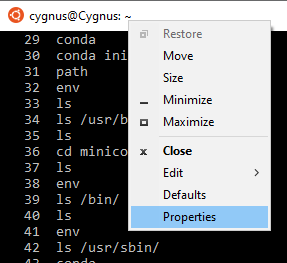 cygnus@Cygnus: ~
29 conda
30 conda ini
31 path
32 env
33 ls
34 ls /usr/b
35 ls
36 cd minico
37 ls
38 env
39 ls /bin/
40 ls
41 env
42 ls /usr/sbin/
Restore
Move
Size
Minimize
Maximize
Close
Edit
Defaults
Properties